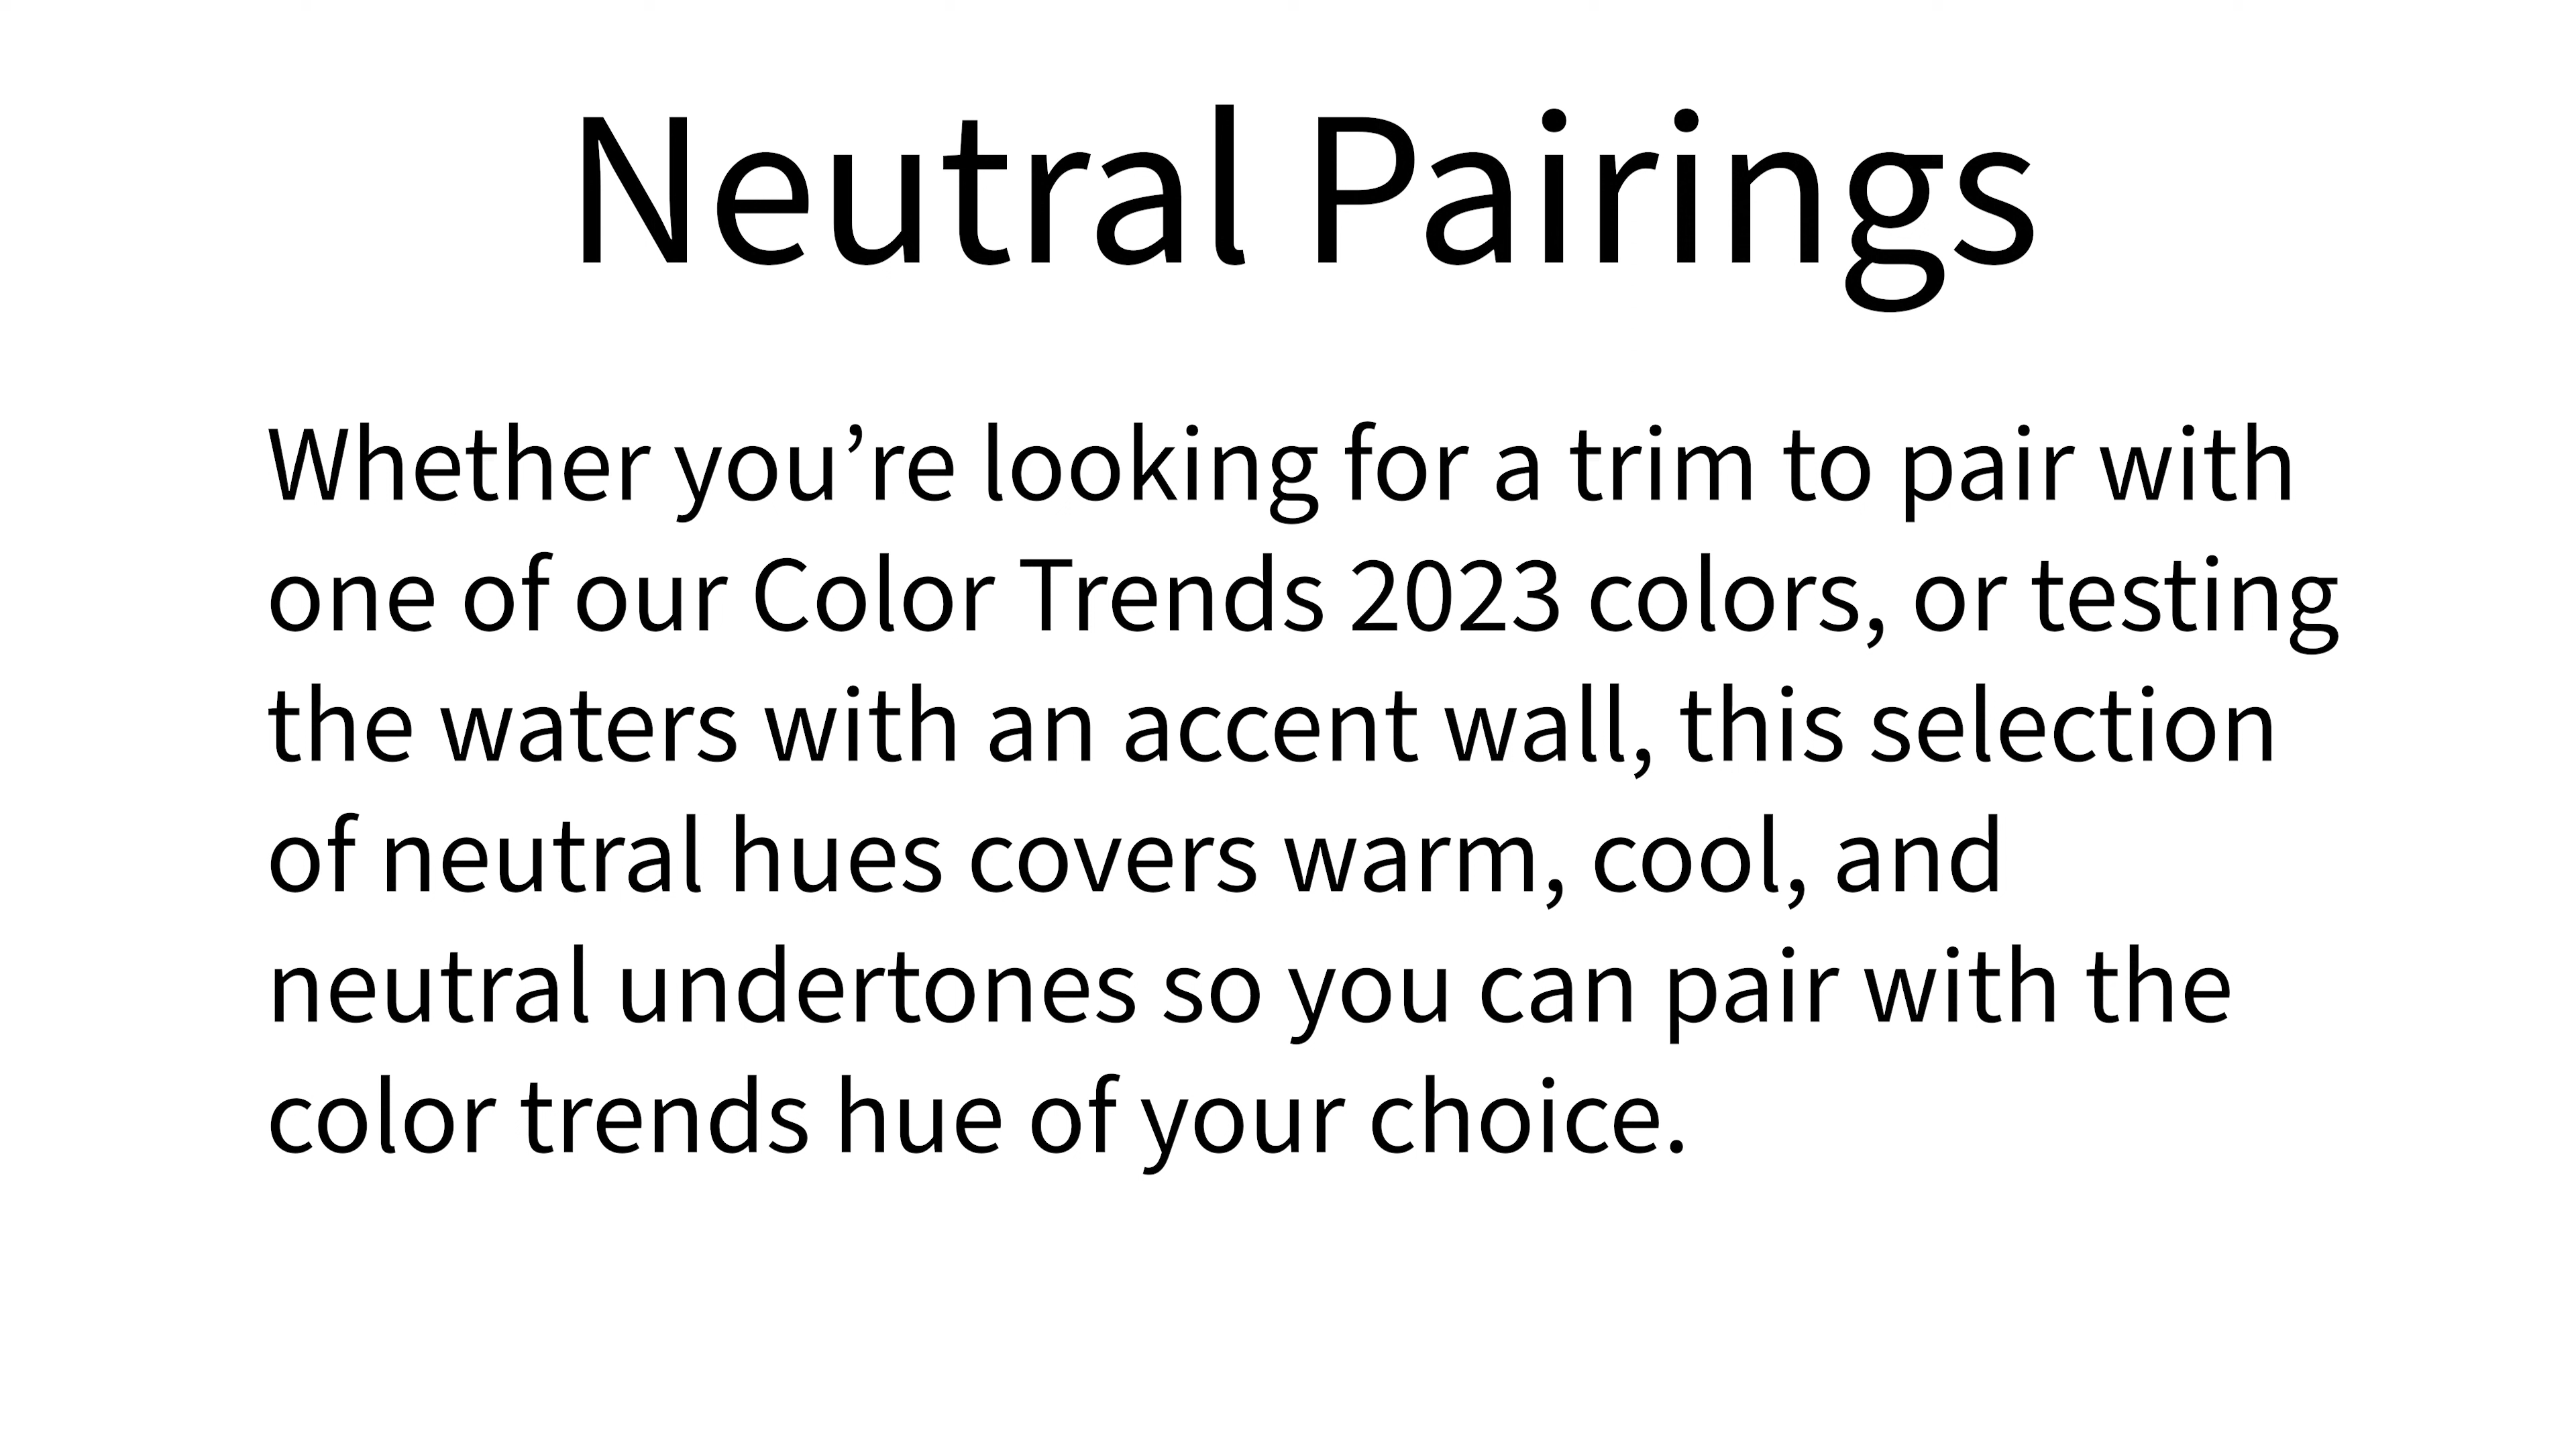 Neutral Pairings
Whether you’re looking for a trim to pair with
one of our Color Trends 2023 colors, or testing
the waters with an accent wall, this selection
of neutral hues covers warm, cool, and
neutral undertones so you can pair with the
color trends hue of your choice.